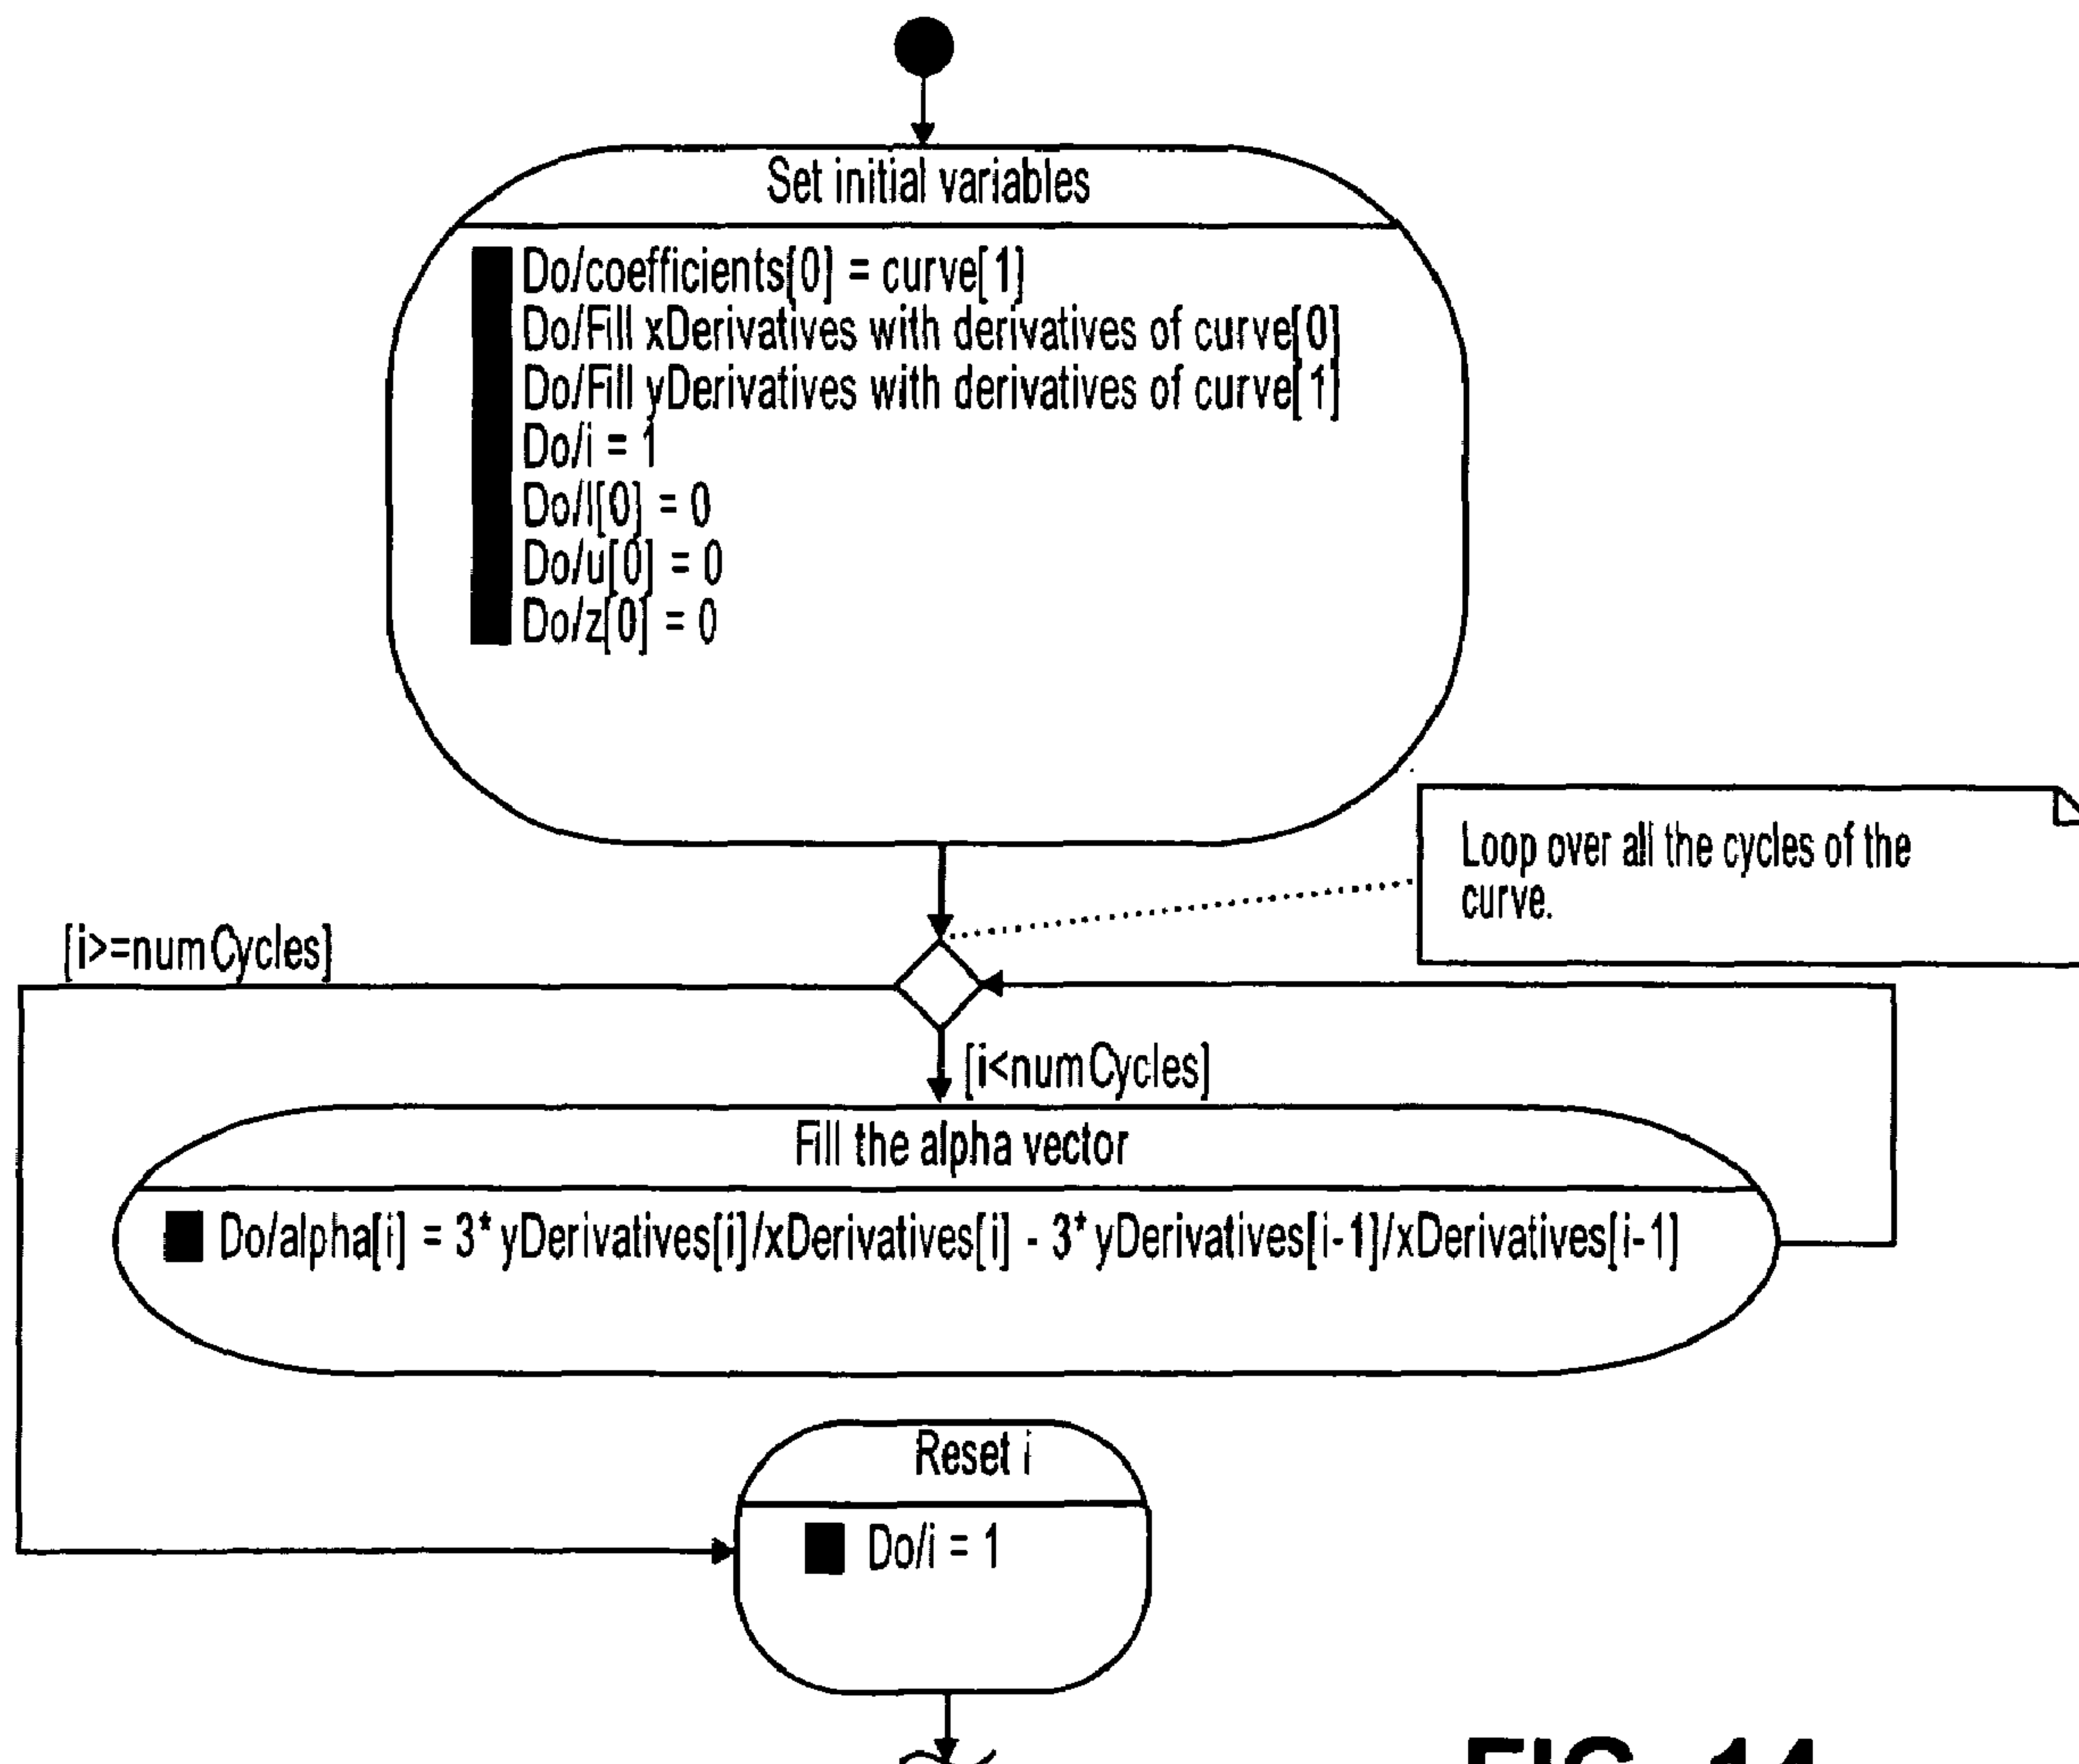 Set initial variables
Do/coefficients[0] = curve[1]
Do/Fill xDerivatives with derivatives of curve[0]
Do/Fill yDerivatives with derivatives of curve[1]
Do/i = 1
Do/l[0] = 0
Do/u[0] = 0
Do/z[0] = 0
Loop over all the cycles of the
curve.
[i>=numCycles]
[i<numCycles]
Fill the alpha vector
Do/alpha[i] = 3* yDerivatives[i]/xDerivatives[i] - 3* yDerivatives[i-1]/xDerivatives[i-1]
Reset i
Do/i = 1